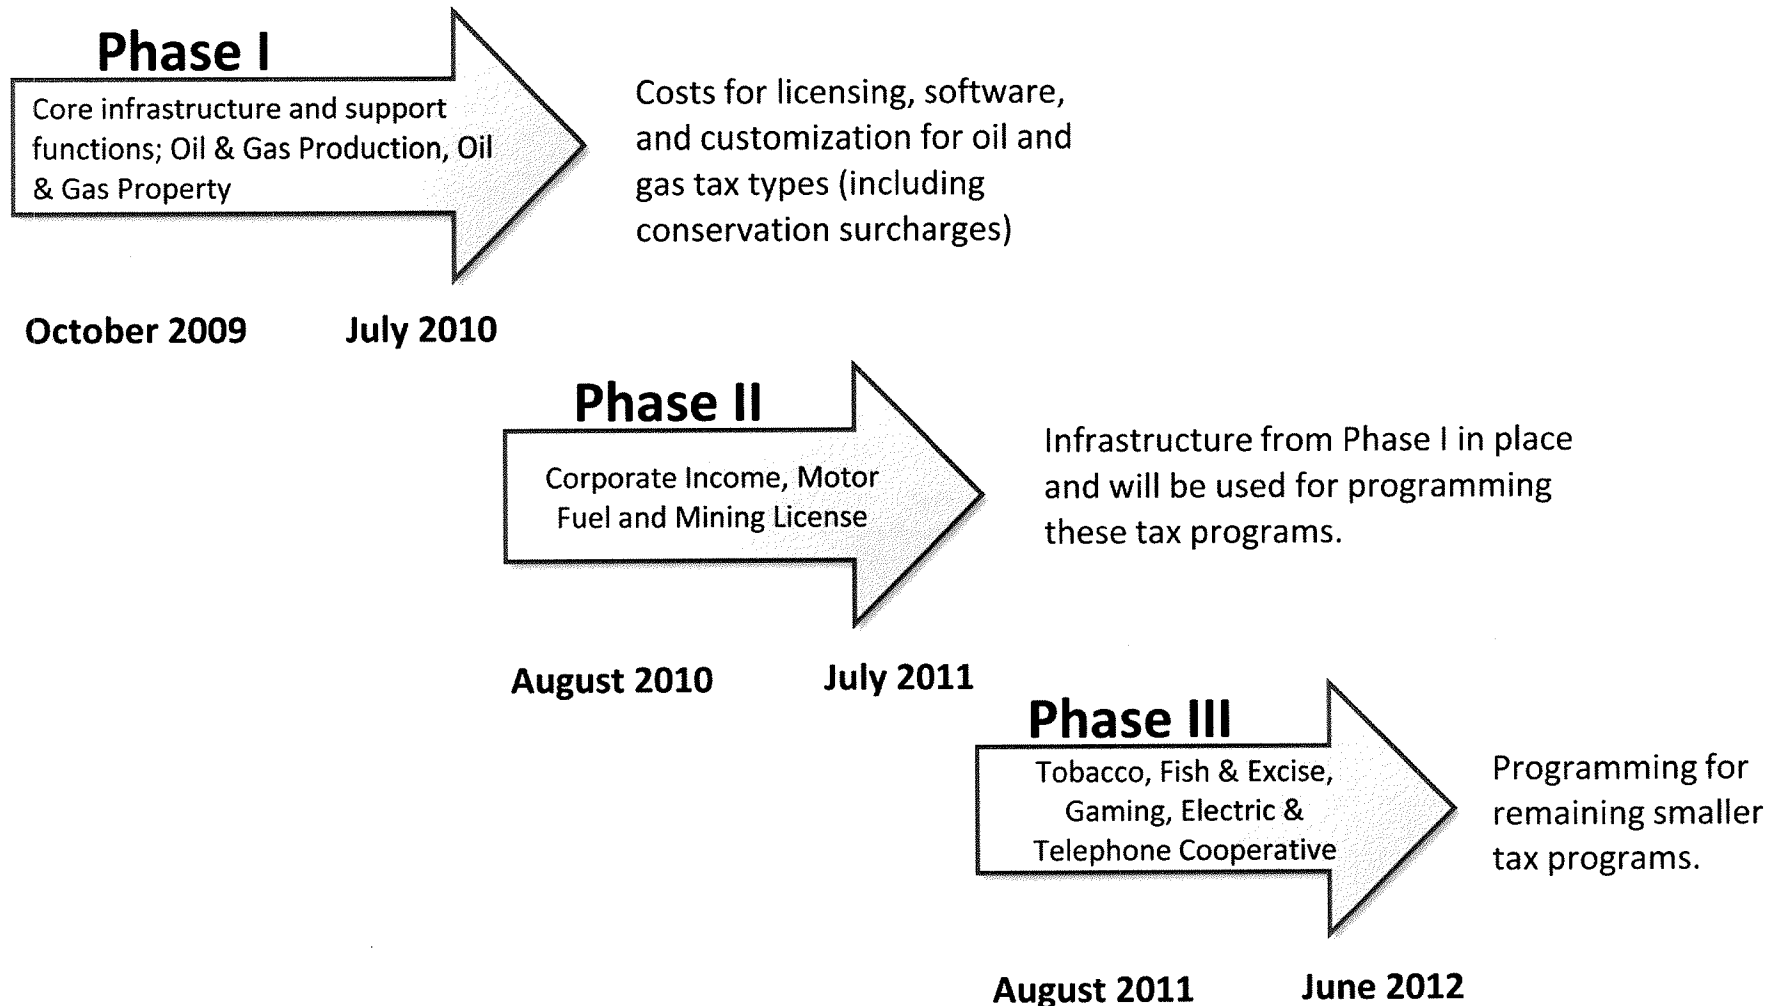 Phase I
Core infrastructure and support
functions; Oil & Gas Production, Oil
& Gas Property
Costs for licensing, software,
and customization for oil and
gas tax types (including
conservation surcharges)
October 2009
July 2010
Phase II
Corporate Income, Motor
Fuel and Mining License
Infrastructure from Phase I in place
and will be used for programming
these tax programs.
August 2010
July 2011
Phase III
Tobacco, Fish & Excise,
Gaming, Electric &
Telephone Cooperative
Programming for
remaining smaller
tax programs.
August 2011
June 2012